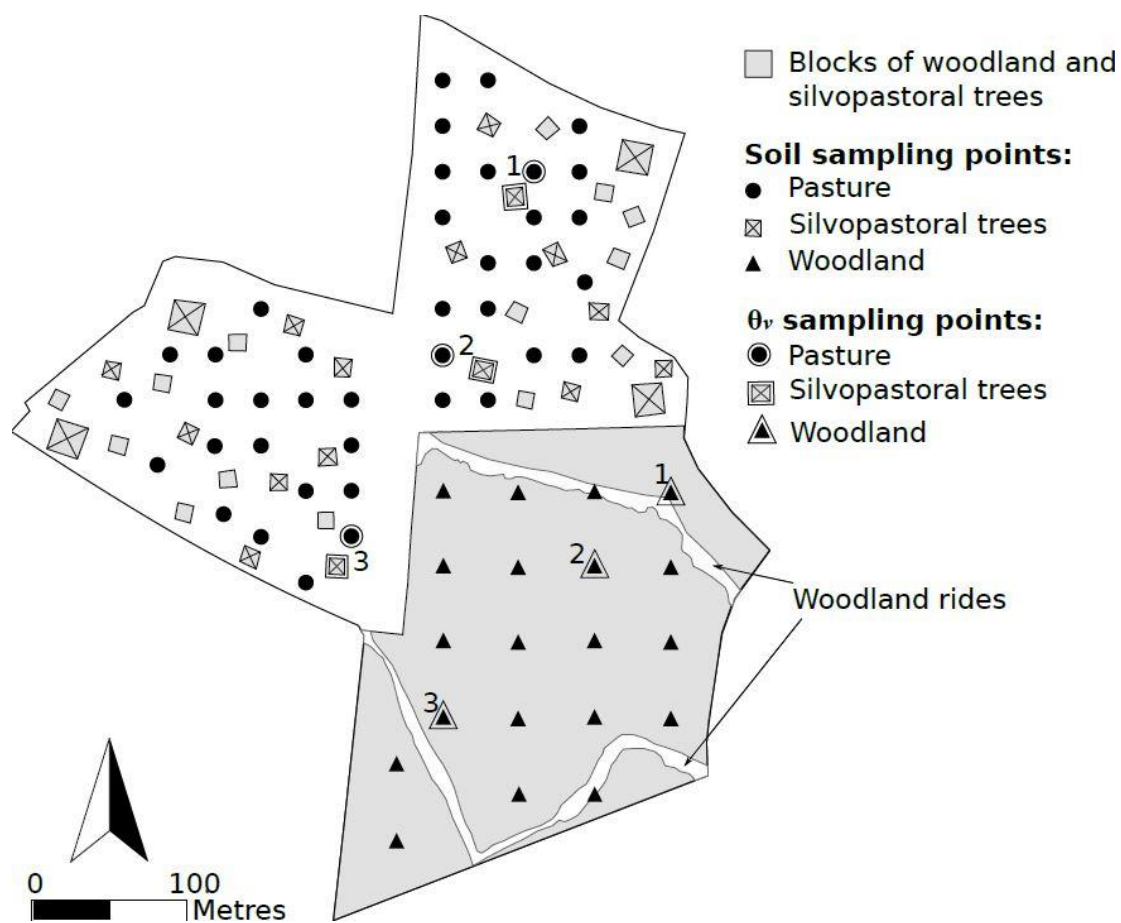 Blocks of woodland and
silvopastoral trees
Soil sampling points:
Pasture
Silvopastoral trees
Woodland
θv sampling points:
Pasture
Silvopastoral trees
Woodland
1
2
3
1
2
3
Woodland rides
0 100
Metres